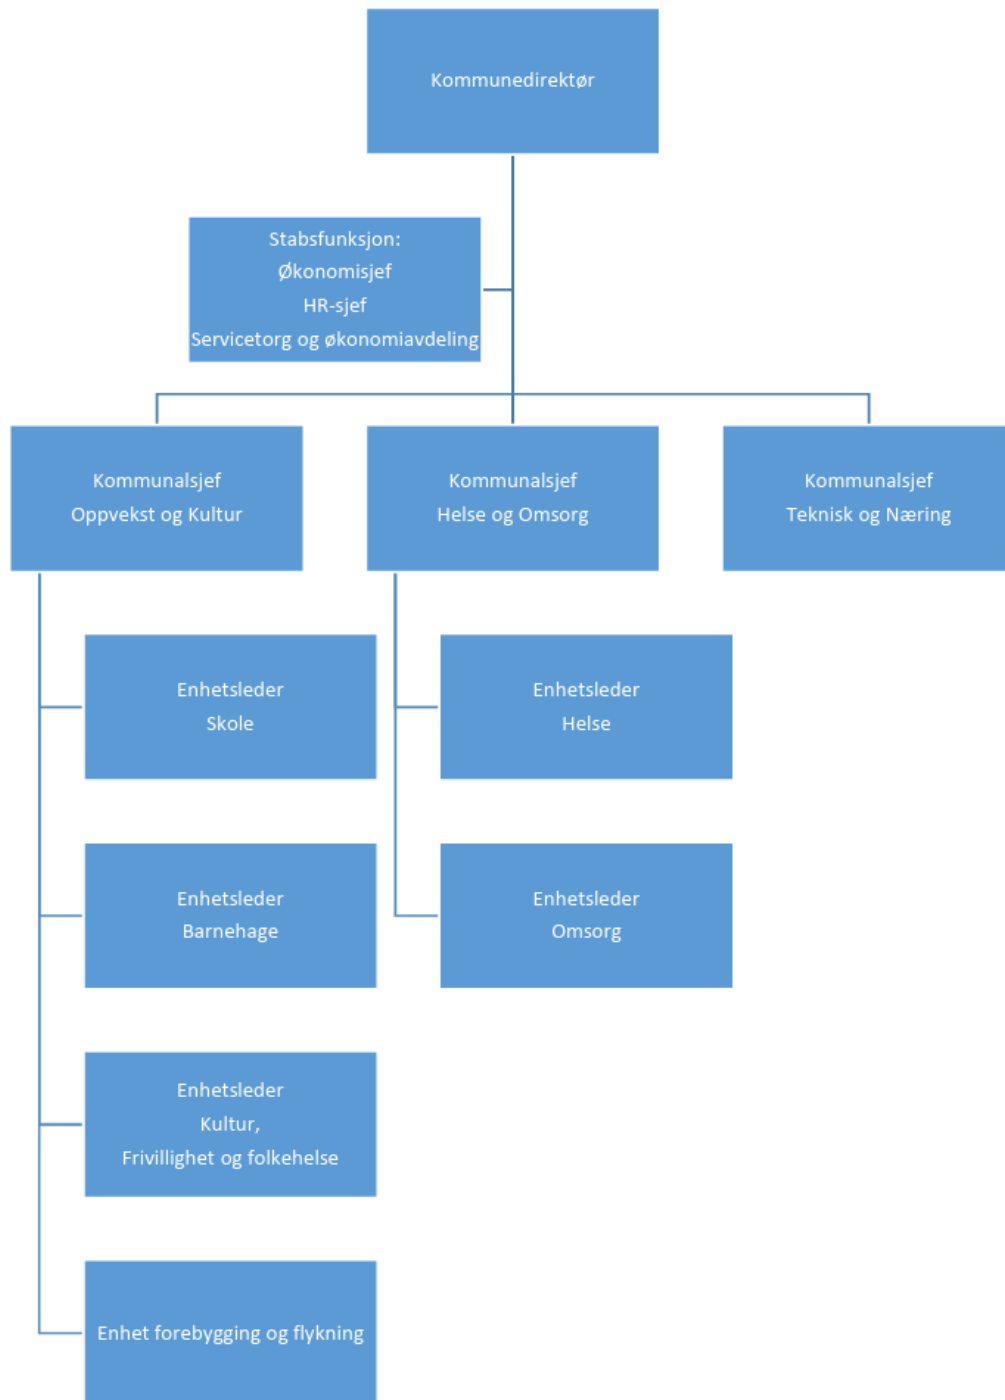 Kommunedirektør
Stabsfunksjon:
Økonomisjef
HR-sjef
Servicetorg og økonomiavdeling
Kommunalsjef
Oppvekst og Kultur
Kommunalsjef
Helse og Omsorg
Kommunalsjef
Teknisk og Næring
Enhetsleder
Skole
Enhetsleder
Helse
Enhetsleder
Barnehage
Enhetsleder
Omsorg
Enhetsleder
Kultur,
Frivillighet og folkehelse
Enhet forebygging og flykning